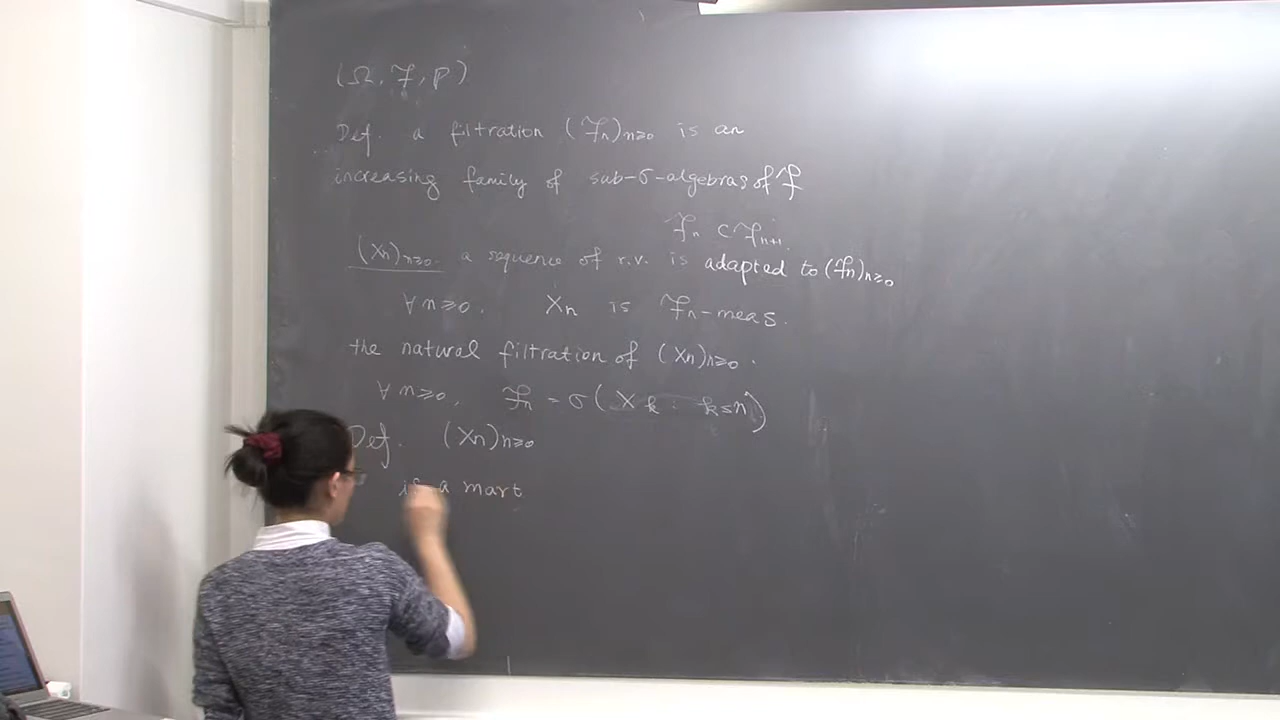 (Ω, ℱ, P)
Def. a filtration (ℱn)n≥0 is an
increasing family of sub-σ-algebras of ℱ
ℱn ⊂ ℱn+1.
(Xn)n≥0. a sequence of r.v. is adapted to (ℱn)n≥0
∀ n≥0. Xn is ℱn-meas.
the natural filtration of (Xn)n≥0.
∀ n≥0, ℱn = σ(Xk. k≤n)
Def. (Xn)n≥0
is a mart